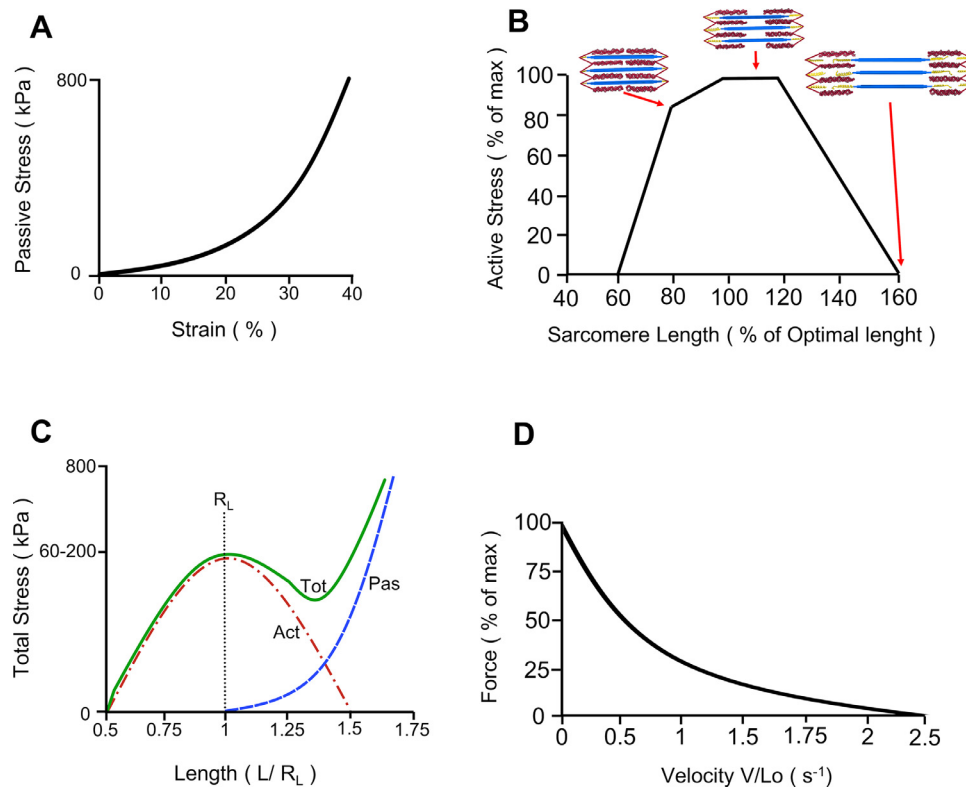 A
800
Passive Stress ( kPa)
0
0 10 20 30 40
Strain ( % )
B
100
80
60
40
20
0
Active Stress ( % of max )
40 60 80 100 120 140 160
Sarcomere Length ( % of Optimal lenght )
C
800
60-200
0
Total Stress ( kPa)
R_L
Tot
Pas
Act
0.5 0.75 1 1.25 1.5 1.75
Length ( L/ R_L )
D
100
75
50
25
0
Force ( % of max )
0 0.5 1 1.5 2 2.5
Velocity V/Lo ( s⁻¹)